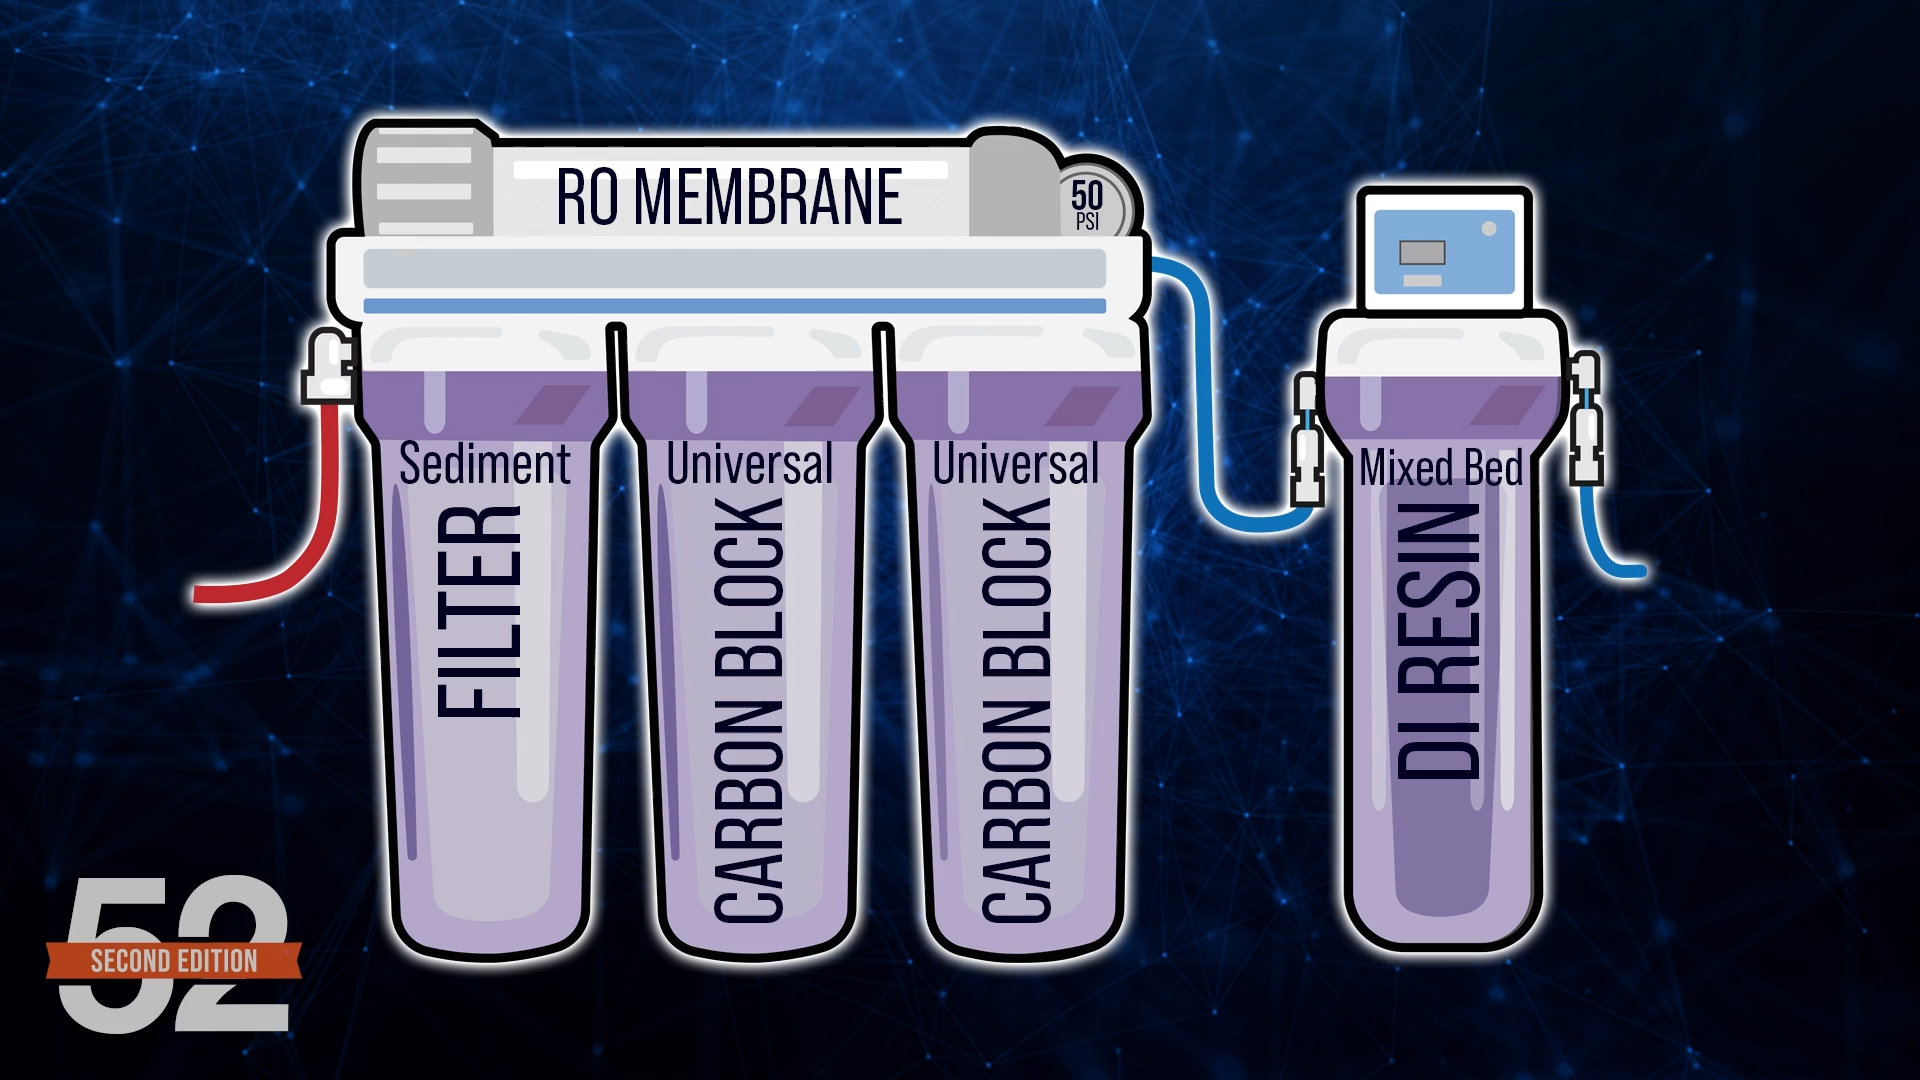 RO MEMBRANE
50
PSI
Sediment
FILTER
Universal
CARBON BLOCK
Universal
CARBON BLOCK
Mixed Bed
DI RESIN
52
SECOND EDITION